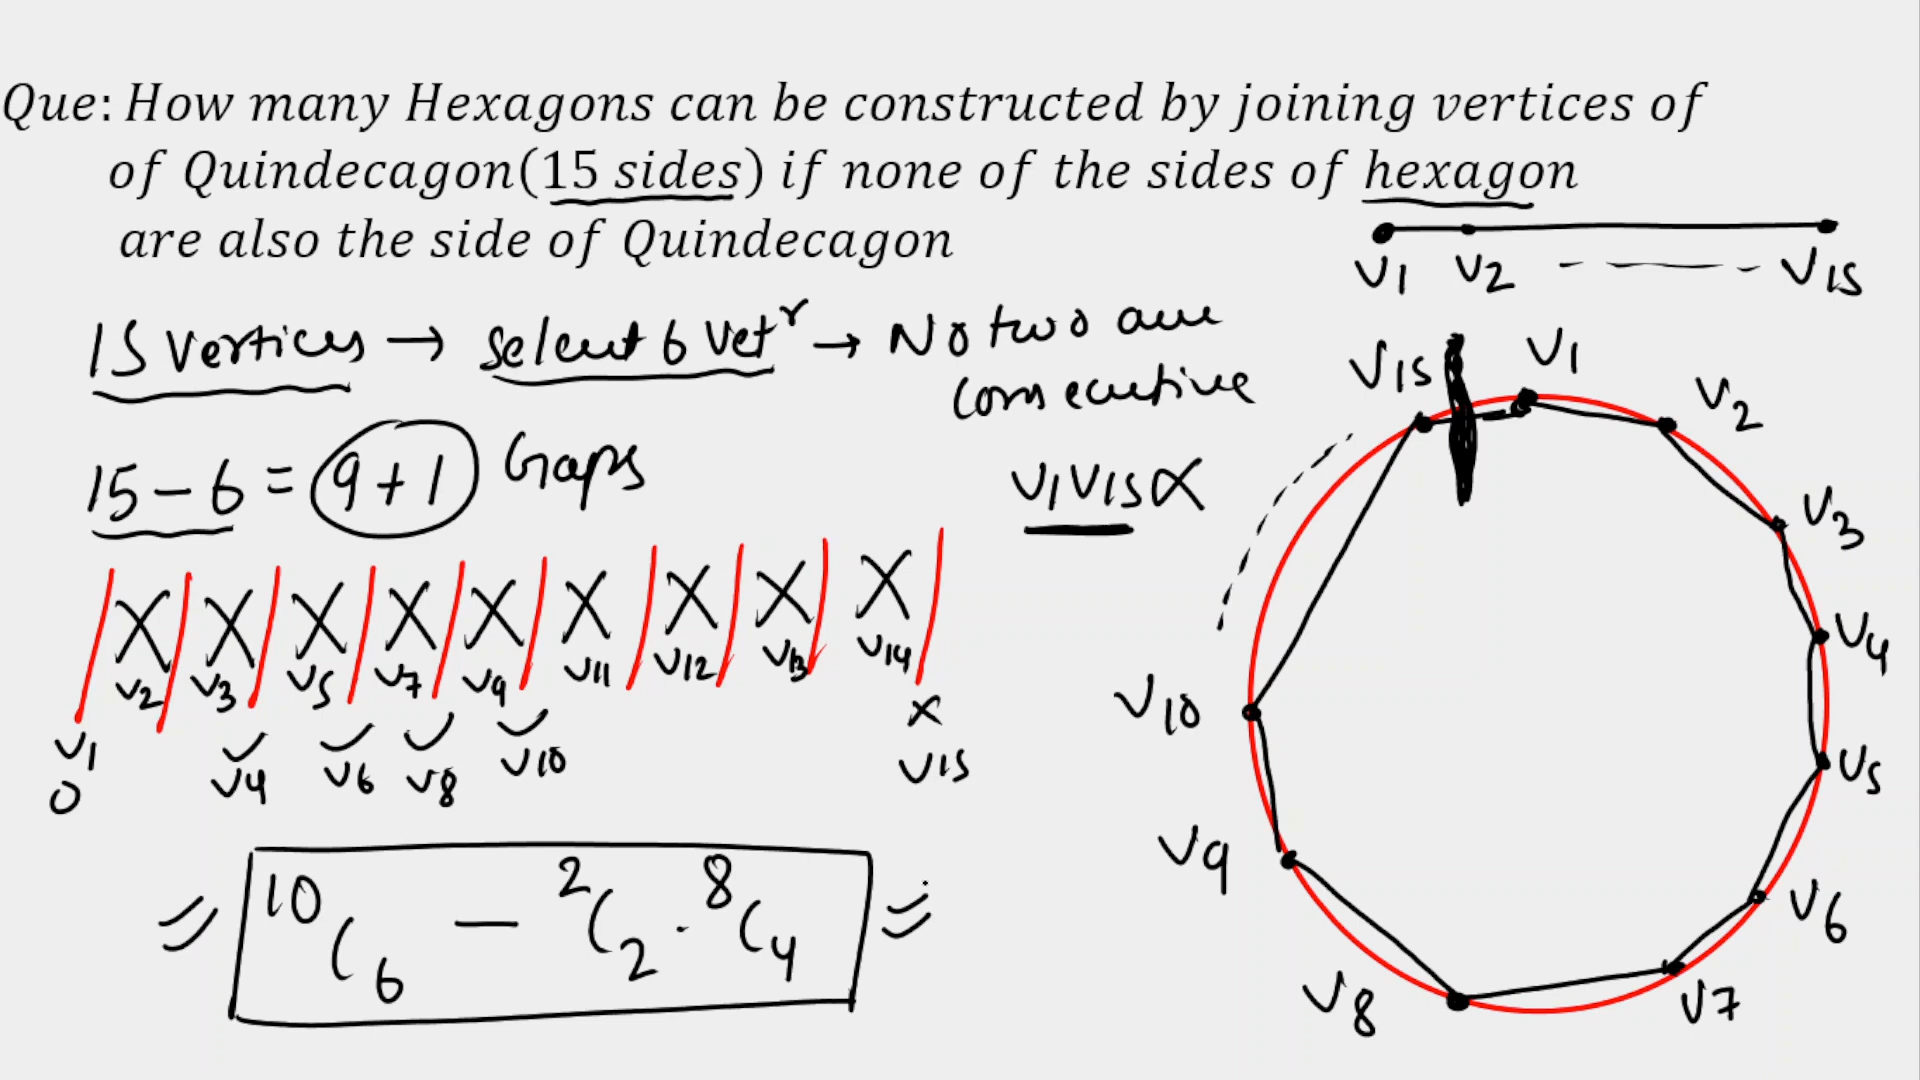 Que: How many Hexagons can be constructed by joining vertices of
of Quindecagon(15 sides) if none of the sides of hexagon
are also the side of Quindecagon
V1 V2 V15
15 vertices → select 6 vetʳ → No two are
consecutive
15 - 6 = 9 + 1 Gaps
V1V15 X
X X X X X X X X X
V2 V3 V5 V7 V9 V11 V12 V13 V14
V1 V4 V6 V8 V10 X V15
0
⇒ ¹⁰C₆ - ²C₂ · ⁸C₄ =
V15 V1 V2
V3
V4
V10
V5
V9
V6
V8 V7